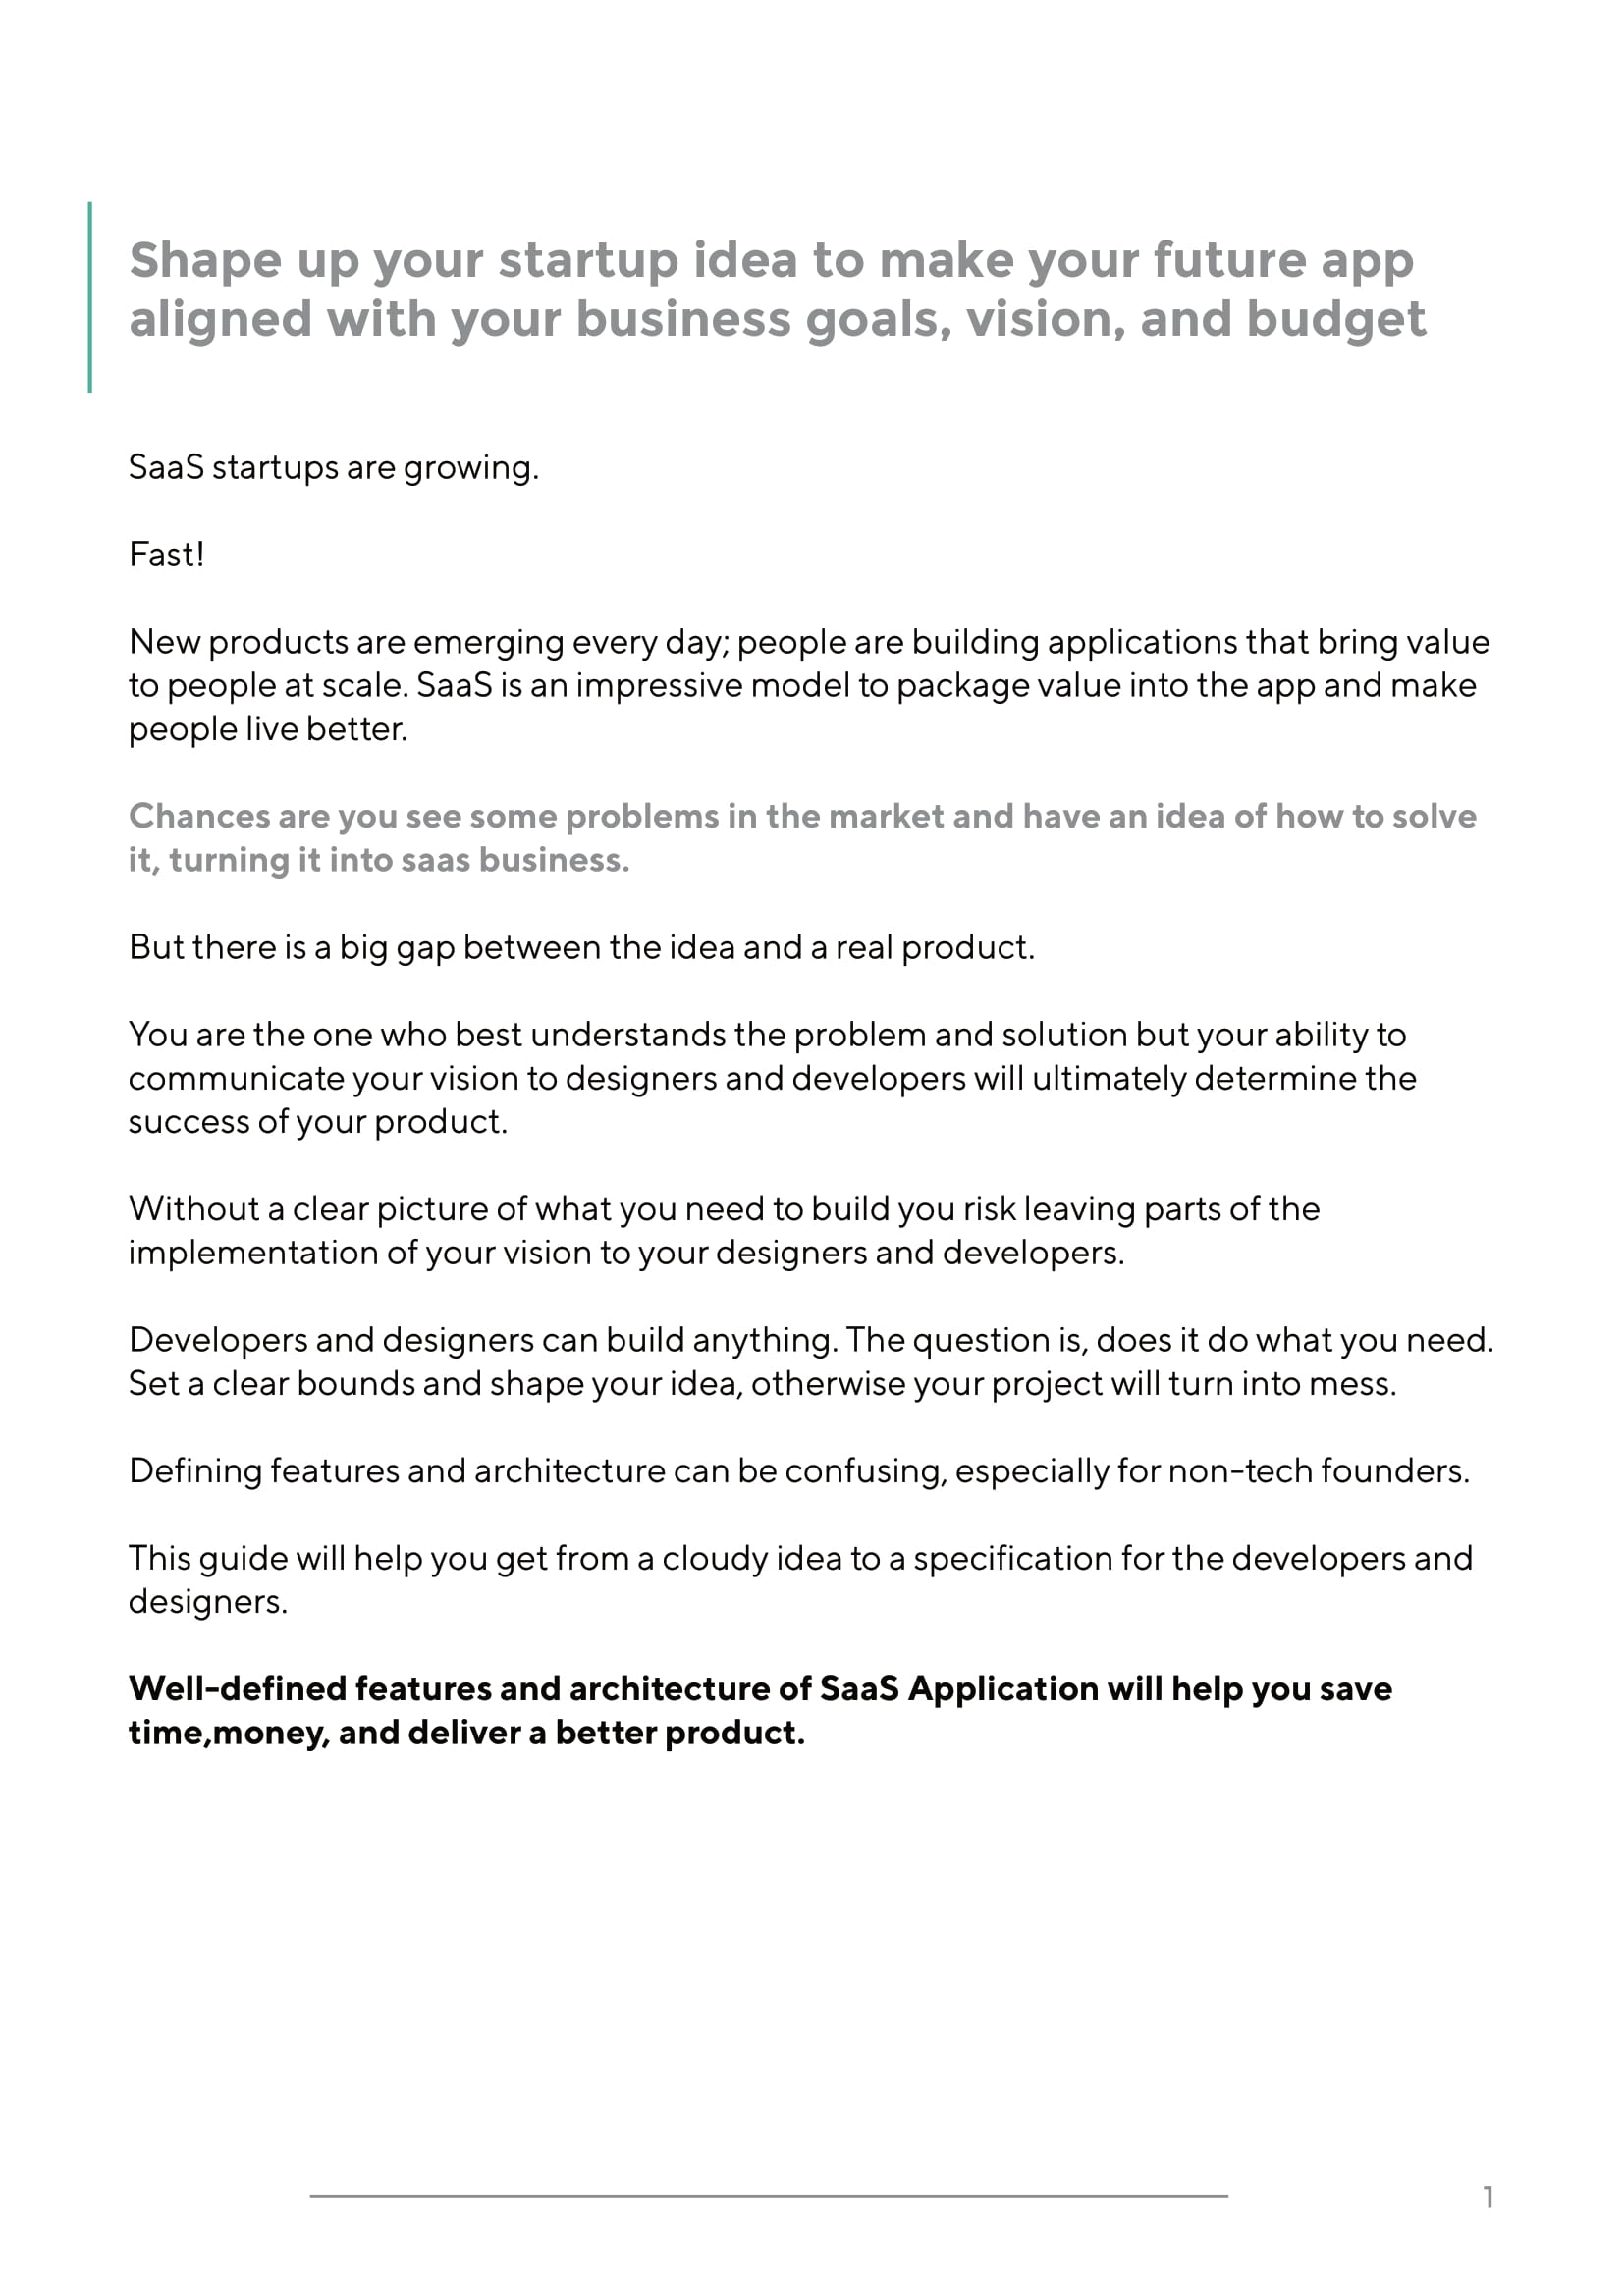 Shape up your startup idea to make your future app
aligned with your business goals, vision, and budget
SaaS startups are growing.
Fast!
New products are emerging every day; people are building applications that bring value
to people at scale. SaaS is an impressive model to package value into the app and make
people live better.
Chances are you see some problems in the market and have an idea of how to solve
it, turning it into saas business.
But there is a big gap between the idea and a real product.
You are the one who best understands the problem and solution but your ability to
communicate your vision to designers and developers will ultimately determine the
success of your product.
Without a clear picture of what you need to build you risk leaving parts of the
implementation of your vision to your designers and developers.
Developers and designers can build anything. The question is, does it do what you need.
Set a clear bounds and shape your idea, otherwise your project will turn into mess.
Defining features and architecture can be confusing, especially for non-tech founders.
This guide will help you get from a cloudy idea to a specification for the developers and
designers.
Well-defined features and architecture of SaaS Application will help you save
time,money, and deliver a better product.
1